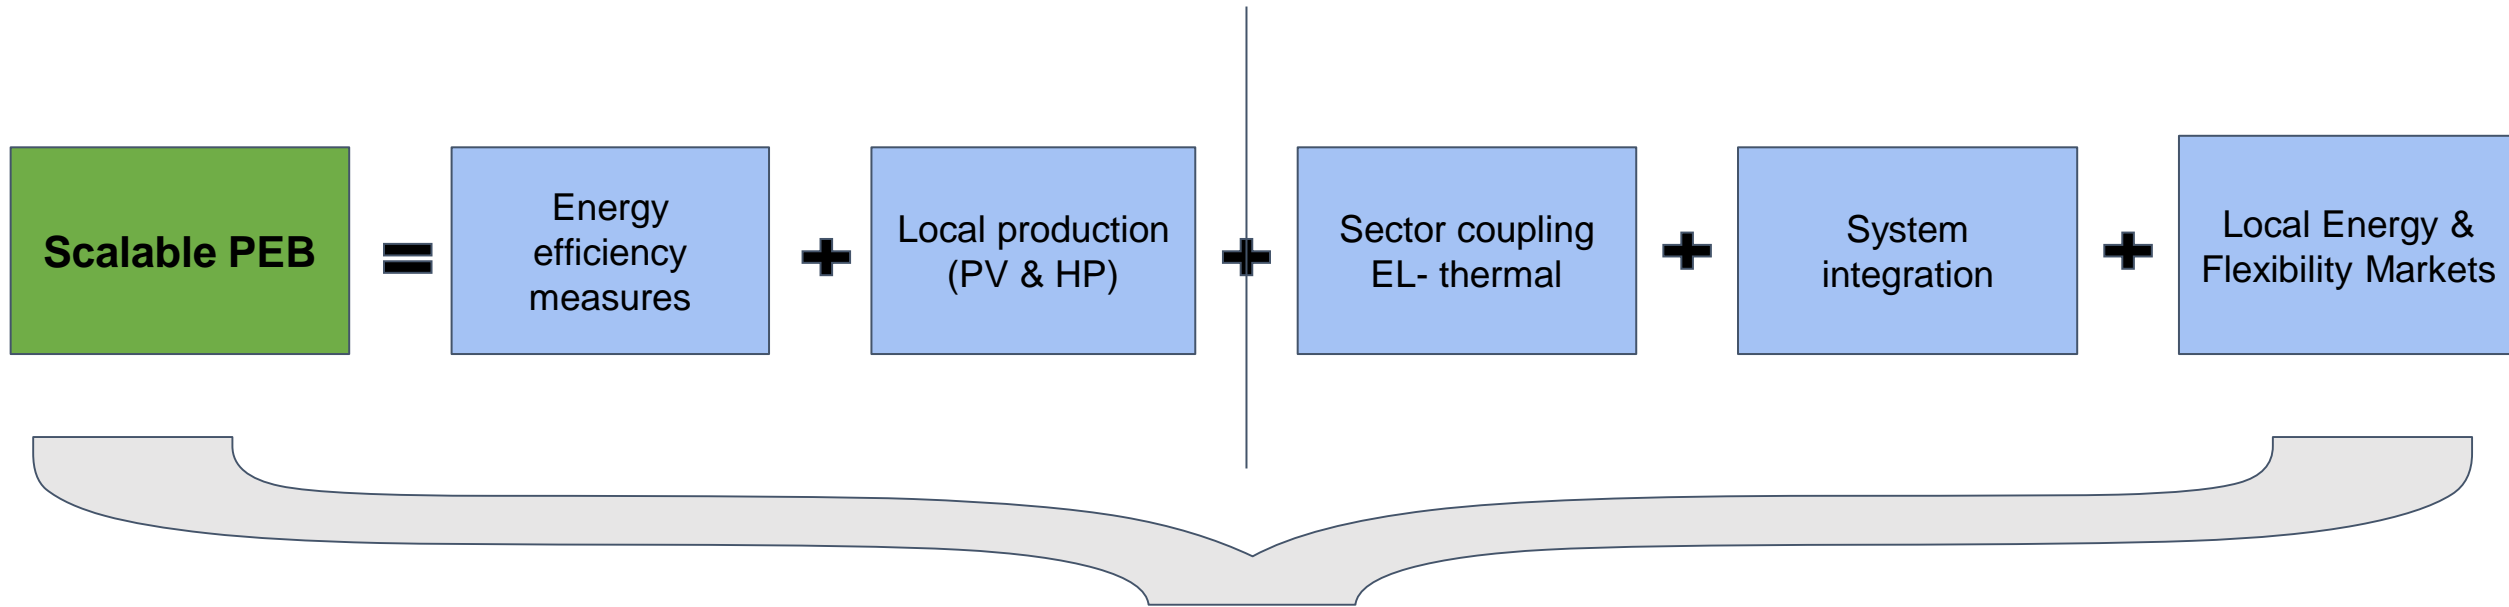 Scalable PEB
Energy
efficiency
measures
Local production
(PV & HP)
Sector coupling
EL- thermal
System
integration
Local Energy &
Flexibility Markets